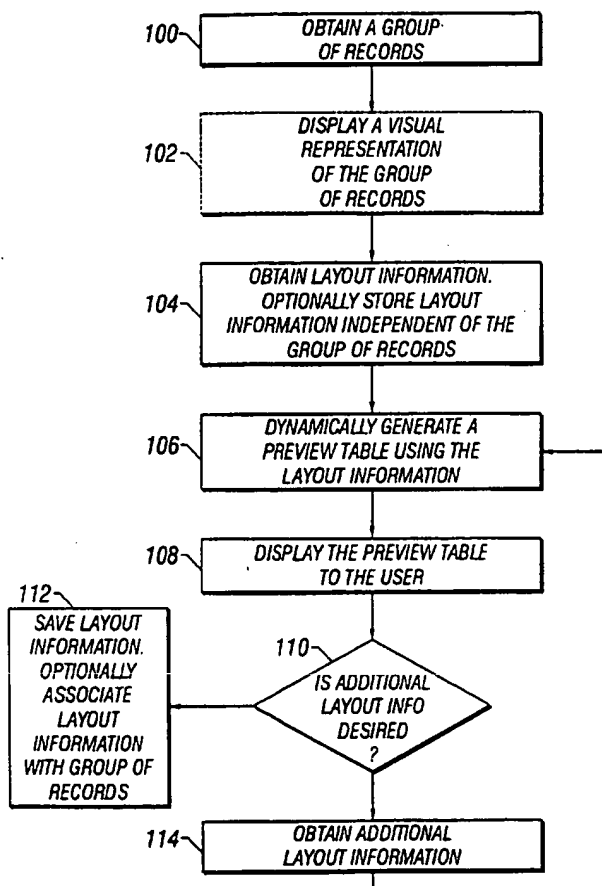 100
OBTAIN A GROUP
OF RECORDS
102
DISPLAY A VISUAL
REPRESENTATION
OF THE GROUP
OF RECORDS
104
OBTAIN LAYOUT INFORMATION.
OPTIONALLY STORE LAYOUT
INFORMATION INDEPENDENT OF THE
GROUP OF RECORDS
106
DYNAMICALLY GENERATE A
PREVIEW TABLE USING THE
LAYOUT INFORMATION
108
DISPLAY THE PREVIEW TABLE
TO THE USER
110
IS ADDITIONAL
LAYOUT INFO
DESIRED
?
112
SAVE LAYOUT
INFORMATION.
OPTIONALLY
ASSOCIATE
LAYOUT
INFORMATION
WITH GROUP OF
RECORDS
114
OBTAIN ADDITIONAL
LAYOUT INFORMATION